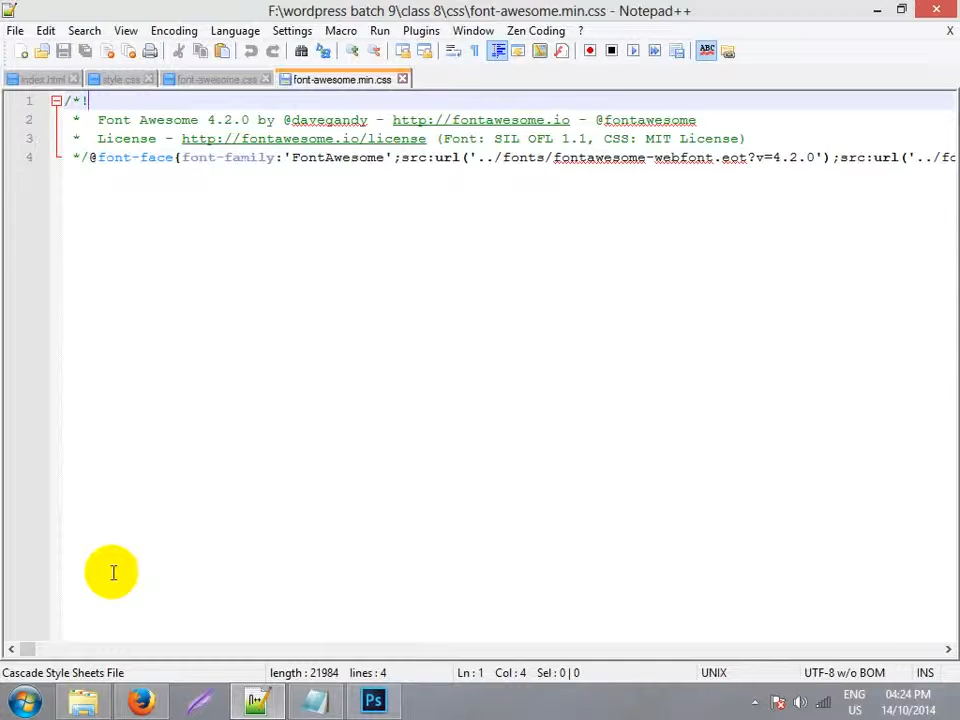 F:\wordpress batch 9\class 8\css\font-awesome.min.css - Notepad++
File Edit Search View Encoding Language Settings Macro Run Plugins Window Zen Coding ? X
index.html style.css font-awesome.css font-awesome.min.css
1 /*!
2 * Font Awesome 4.2.0 by @davegandy - http://fontawesome.io - @fontawesome
3 * License - http://fontawesome.io/license (Font: SIL OFL 1.1, CSS: MIT License)
4 */@font-face{font-family:'FontAwesome';src:url('../fonts/fontawesome-webfont.eot?v=4.2.0');src:url('../fo
Cascade Style Sheets File length : 21984 lines : 4 Ln : 1 Col : 4 Sel : 0 | 0 UNIX UTF-8 w/o BOM INS
Ps ENG 04:24 PM
US 14/10/2014